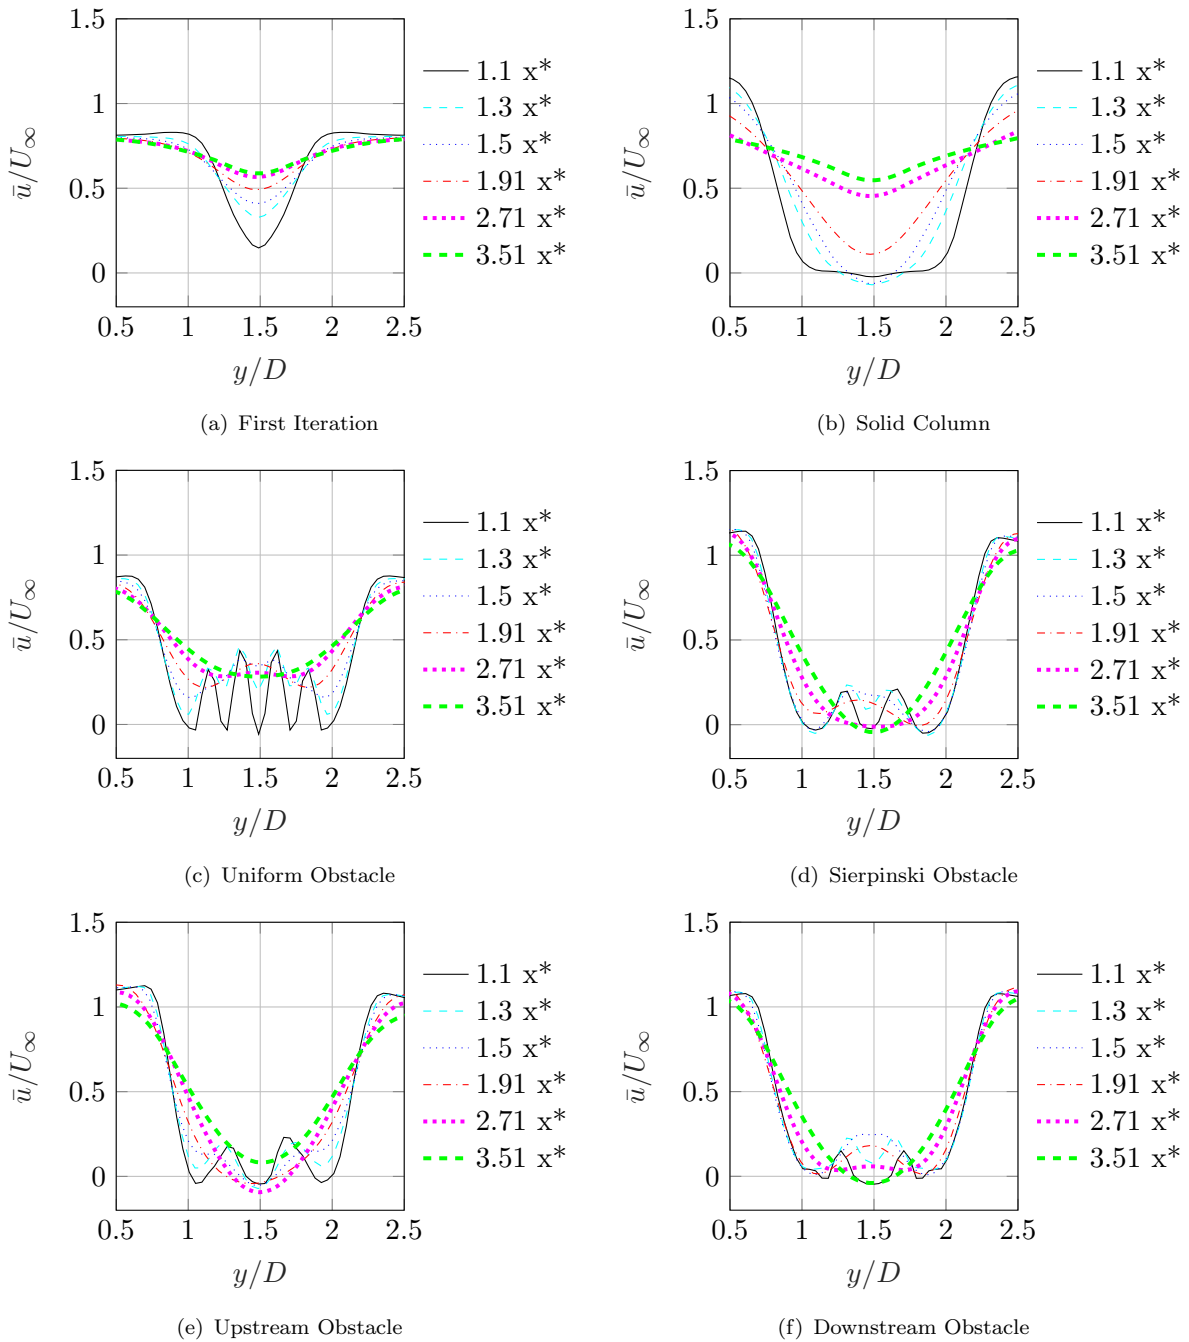 1.5
1
0.5
0
0.5 1 1.5 2 2.5
ū/U∞
y/D
1.1 x*
1.3 x*
1.5 x*
1.91 x*
2.71 x*
3.51 x*
(a) First Iteration
1.5
1
0.5
0
0.5 1 1.5 2 2.5
ū/U∞
y/D
1.1 x*
1.3 x*
1.5 x*
1.91 x*
2.71 x*
3.51 x*
(b) Solid Column
1.5
1
0.5
0
0.5 1 1.5 2 2.5
ū/U∞
y/D
1.1 x*
1.3 x*
1.5 x*
1.91 x*
2.71 x*
3.51 x*
(c) Uniform Obstacle
1.5
1
0.5
0
0.5 1 1.5 2 2.5
ū/U∞
y/D
1.1 x*
1.3 x*
1.5 x*
1.91 x*
2.71 x*
3.51 x*
(d) Sierpinski Obstacle
1.5
1
0.5
0
0.5 1 1.5 2 2.5
ū/U∞
y/D
1.1 x*
1.3 x*
1.5 x*
1.91 x*
2.71 x*
3.51 x*
(e) Upstream Obstacle
1.5
1
0.5
0
0.5 1 1.5 2 2.5
ū/U∞
y/D
1.1 x*
1.3 x*
1.5 x*
1.91 x*
2.71 x*
3.51 x*
(f) Downstream Obstacle